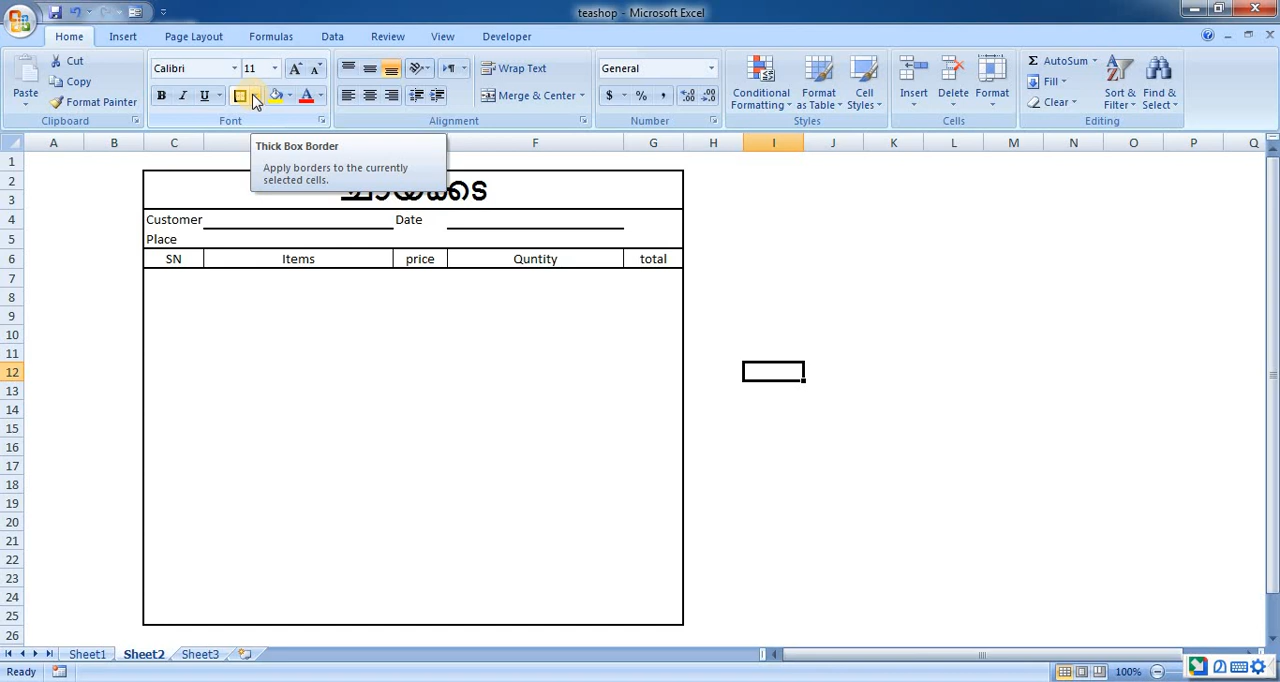 teashop - Microsoft Excel
Home Insert Page Layout Formulas Data Review View Developer
Paste Cut Copy Format Painter Clipboard
Calibri 11 B I U Font
Wrap Text Merge & Center Alignment
General $ % , Number
Conditional Formatting Format as Table Cell Styles Styles
Insert Delete Format Cells
Σ AutoSum Fill Clear Sort & Filter Find & Select Editing
Thick Box Border
Apply borders to the currently
selected cells.
A B C F G H I J K L M N O P Q
1
2
3
4 Customer Date
5 Place
6 SN Items price Quntity total
7
8
9
10
11
12
13
14
15
16
17
18
19
20
21
22
23
24
25
26
Sheet1 Sheet2 Sheet3
Ready 100%